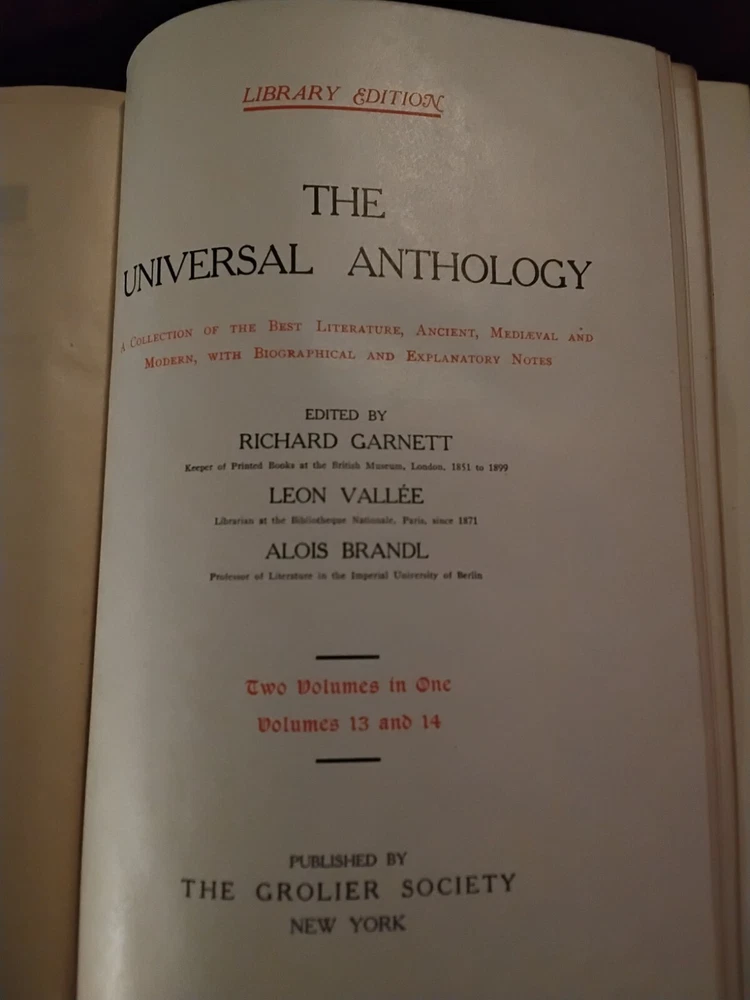 LIBRARY EDITION
THE
UNIVERSAL ANTHOLOGY
A Collection of the Best Literature, Ancient, Mediæval and
Modern, with Biographical and Explanatory Notes
EDITED BY
RICHARD GARNETT
Keeper of Printed Books at the British Museum, London, 1851 to 1899
LEON VALLÉE
Librarian at the Bibliotheque Nationale, Paris, since 1871
ALOIS BRANDL
Professor of Literature in the Imperial University of Berlin
Two Volumes in One
Volumes 13 and 14
PUBLISHED BY
THE GROLIER SOCIETY
NEW YORK